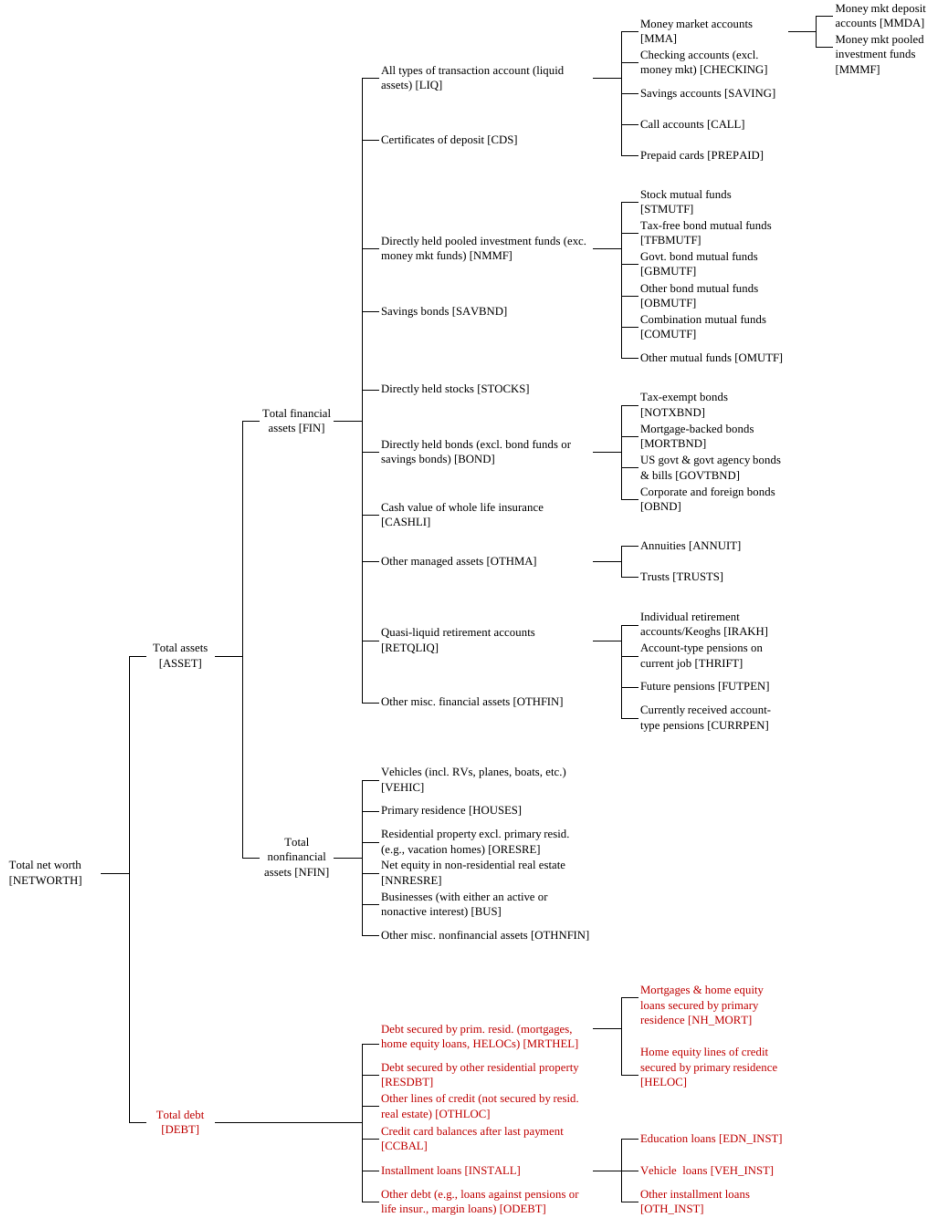 Money mkt deposit
accounts [MMDA]
Money mkt pooled
investment funds
[MMMF]
Money market accounts
[MMA]
Checking accounts (excl.
money mkt) [CHECKING]
All types of transaction account (liquid
assets) [LIQ]
Savings accounts [SAVING]
Call accounts [CALL]
Certificates of deposit [CDS]
Prepaid cards [PREPAID]
Stock mutual funds
[STMUTF]
Tax-free bond mutual funds
[TFBMUTF]
Directly held pooled investment funds (exc.
money mkt funds) [NMMF]
Govt. bond mutual funds
[GBMUTF]
Other bond mutual funds
[OBMUTF]
Savings bonds [SAVBND]
Combination mutual funds
[COMUTF]
Other mutual funds [OMUTF]
Directly held stocks [STOCKS]
Tax-exempt bonds
[NOTXBND]
Total financial
assets [FIN]
Mortgage-backed bonds
[MORTBND]
Directly held bonds (excl. bond funds or
savings bonds) [BOND]
US govt & govt agency bonds
& bills [GOVTBND]
Corporate and foreign bonds
[OBND]
Cash value of whole life insurance
[CASHLI]
Annuities [ANNUIT]
Other managed assets [OTHMA]
Trusts [TRUSTS]
Individual retirement
accounts/Keoghs [IRAKH]
Quasi-liquid retirement accounts
[RETQLIQ]
Account-type pensions on
current job [THRIFT]
Total assets
[ASSET]
Future pensions [FUTPEN]
Other misc. financial assets [OTHFIN]
Currently received account-
type pensions [CURRPEN]
Vehicles (incl. RVs, planes, boats, etc.)
[VEHIC]
Primary residence [HOUSES]
Residential property excl. primary resid.
(e.g., vacation homes) [ORESRE]
Total
nonfinancial
assets [NFIN]
Net equity in non-residential real estate
[NNRESRE]
Total net worth
[NETWORTH]
Businesses (with either an active or
nonactive interest) [BUS]
Other misc. nonfinancial assets [OTHNFIN]
Mortgages & home equity
loans secured by primary
residence [NH_MORT]
Debt secured by prim. resid. (mortgages,
home equity loans, HELOCs) [MRTHEL]
Home equity lines of credit
secured by primary residence
[HELOC]
Debt secured by other residential property
[RESDBT]
Other lines of credit (not secured by resid.
real estate) [OTHLOC]
Total debt
[DEBT]
Credit card balances after last payment
[CCBAL]
Education loans [EDN_INST]
Installment loans [INSTALL]
Vehicle  loans [VEH_INST]
Other debt (e.g., loans against pensions or
life insur., margin loans) [ODEBT]
Other installment loans
[OTH_INST]